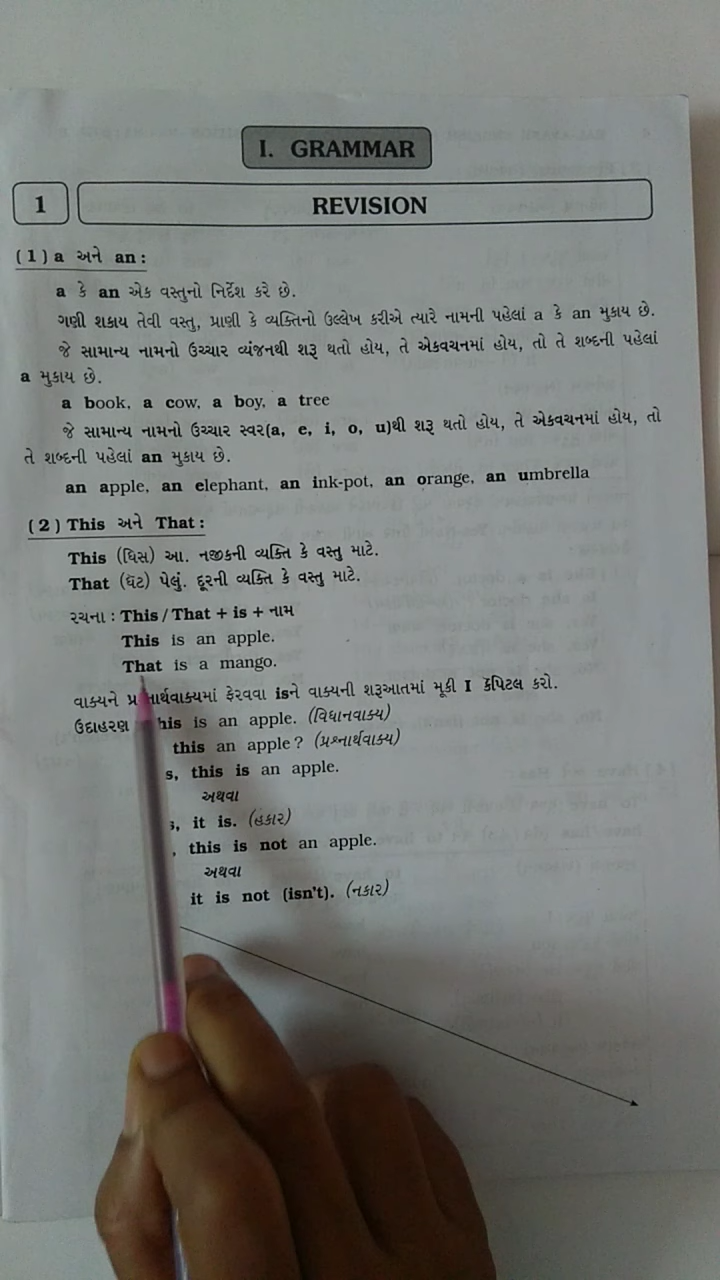 I. GRAMMAR
1 REVISION
(1) a અને an :
a કે an એક વસ્તુનો નિર્દેશ કરે છે.
ગણી શકાય તેવી વસ્તુ, પ્રાણી કે વ્યક્તિનો ઉલ્લેખ કરીએ ત્યારે નામની પહેલાં a કે an મુકાય છે.
જે સામાન્ય નામનો ઉચ્ચાર વ્યંજનથી શરૂ થતો હોય, તે એકવચનમાં હોય, તો તે શબ્દની પહેલાં
a મુકાય છે.
a book, a cow, a boy, a tree
જે સામાન્ય નામનો ઉચ્ચાર સ્વર(a, e, i, o, u)થી શરૂ થતો હોય, તે એકવચનમાં હોય, તો
તે શબ્દની પહેલાં an મુકાય છે.
an apple, an elephant, an ink-pot, an orange, an umbrella
(2) This અને That :
This (ધિસ) આ. નજીકની વ્યક્તિ કે વસ્તુ માટે.
That (ધૅટ) પેલું. દૂરની વ્યક્તિ કે વસ્તુ માટે.
રચના : This / That + is + નામ
This is an apple.
That is a mango.
વાક્યને ફેરવવા isને વાક્યની શરૂઆતમાં મૂકી I કૅપિટલ કરો.
ઉદાહરણ his is an apple. (વિધાનવાક્ય)
this an apple? (પ્રશ્નાર્થવાક્ય)
s, this is an apple.
અથવા
s, it is. (હકાર)
, this is not an apple.
અથવા
it is not (isn't). (નકાર)